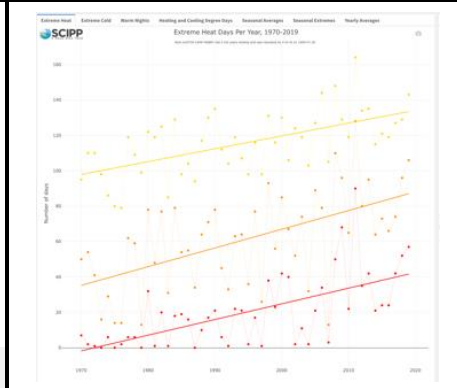 Extreme Heat Extreme Cold Warm Nights Heating and Cooling Degree Days Seasonal Averages Seasonal Extremes Yearly Averages
SCIPP
Extreme Heat Days Per Year, 1970-2019
160
140
120
100
80
60
40
20
0
Number of days
1970 1980 1990 2000 2010 2020